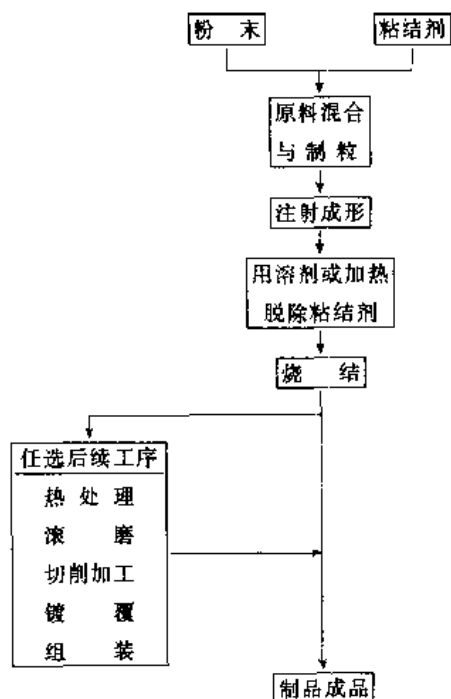 粉 末
粘结剂
原料混合
与制粒
注射成形
用溶剂或加热
脱除粘结剂
烧 结
任选后续工序
热处理
滚 磨
切削加工
镀 覆
组 装
制品成品